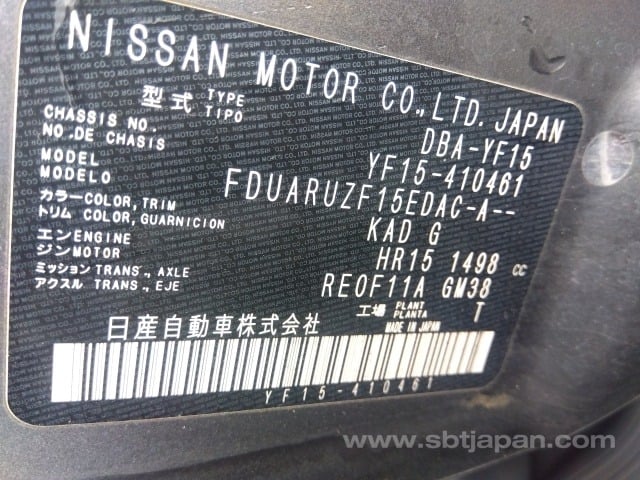 NISSAN MOTOR CO., LTD. JAPAN
型式 TYPE TIPO DBA-YF15
CHASSIS NO. NO.DE CHASIS YF15-410461
MODEL MODELO FDUARUZF15EDAC-A--
カラー COLOR, TRIM トリム COLOR, GUARNICION KAD G
エンジン ENGINE MOTOR HR15 1498 cc
ミッション TRANS., AXLE アクスル TRANS., EJE RE0F11A GM38
工場 PLANT PLANTA T
日産自動車株式会社 MADE IN JAPAN
YF15-410461
www.sbtjapan.com